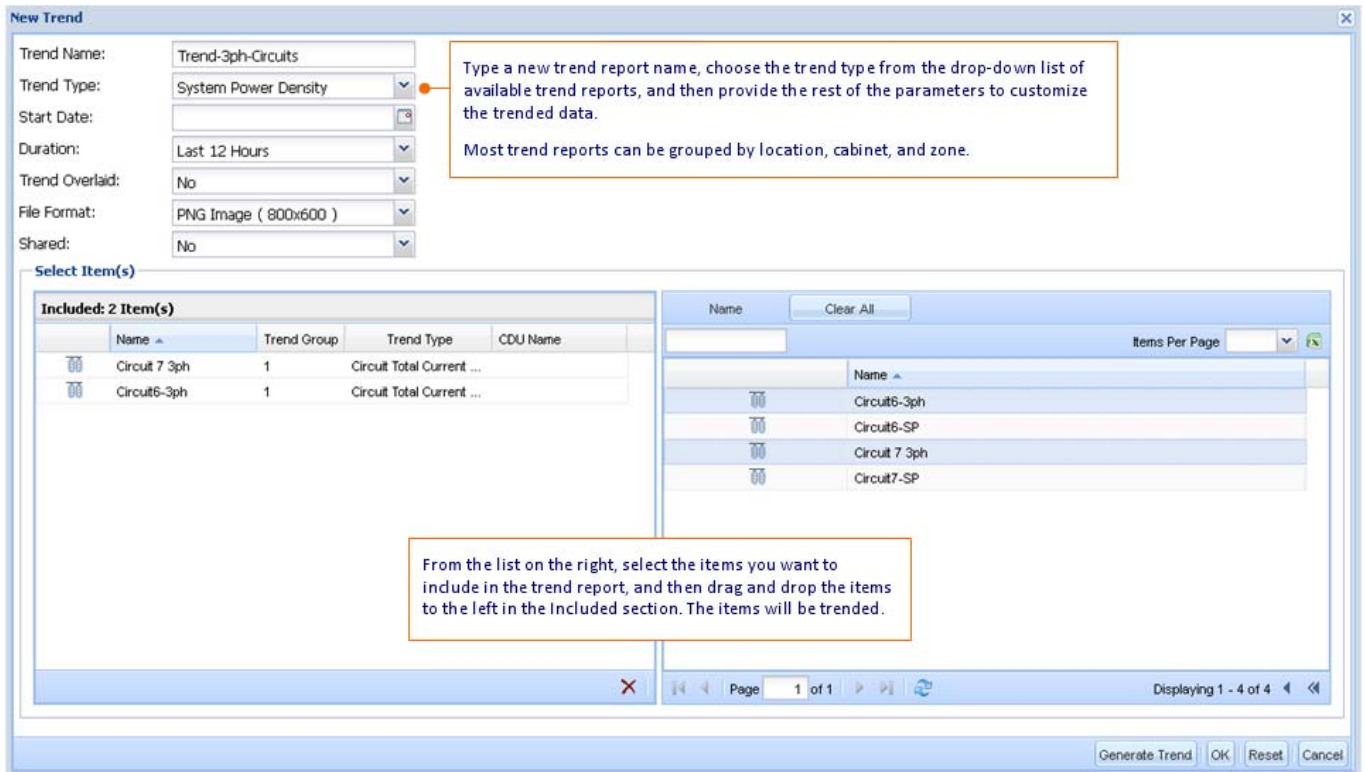 New Trend
Trend Name: Trend-3ph-Circuits
Trend Type: System Power Density
Start Date:
Duration: Last 12 Hours
Trend Overlaid: No
File Format: PNG Image ( 800x600 )
Shared: No
Type a new trend report name, choose the trend type from the drop-down list of
available trend reports, and then provide the rest of the parameters to customize
the trended data.
Most trend reports can be grouped by location, cabinet, and zone.
Select Item(s)
Included: 2 Item(s)
Name Trend Group Trend Type CDU Name
Circuit 7 3ph 1 Circuit Total Current ...
Circuit6-3ph 1 Circuit Total Current ...
Name Clear All
Items Per Page
Name
Circuit6-3ph
Circuit6-SP
Circuit 7 3ph
Circuit7-SP
From the list on the right, select the items you want to
include in the trend report, and then drag and drop the items
to the left in the Included section. The items will be trended.
Page 1 of 1 Displaying 1 - 4 of 4
Generate Trend OK Reset Cancel